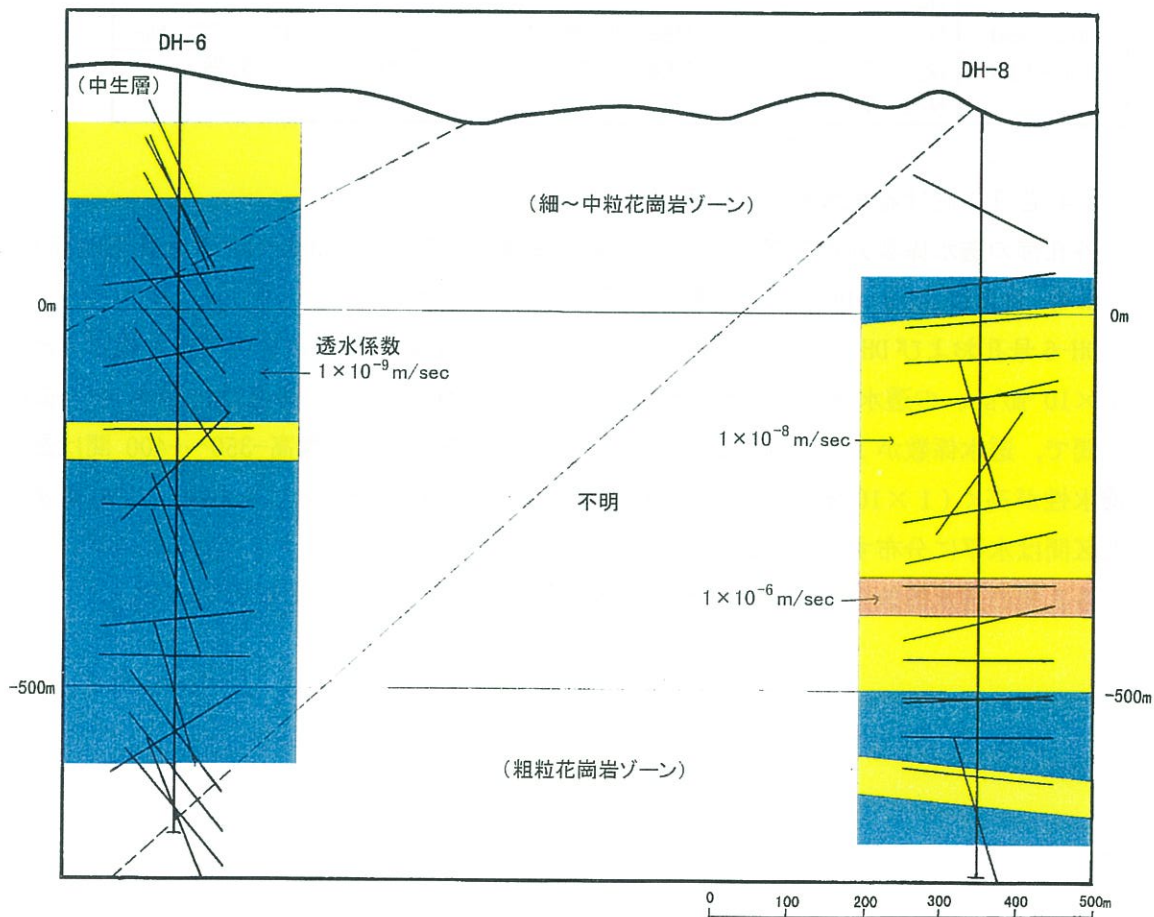 DH-6
DH-8
(中生層)
(細〜中粒花崗岩ゾーン)
0m
0m
透水係数
1×10⁻⁹m/sec
1×10⁻⁸m/sec
不明
1×10⁻⁶m/sec
-500m
-500m
(粗粒花崗岩ゾーン)
0 100 200 300 400 500m